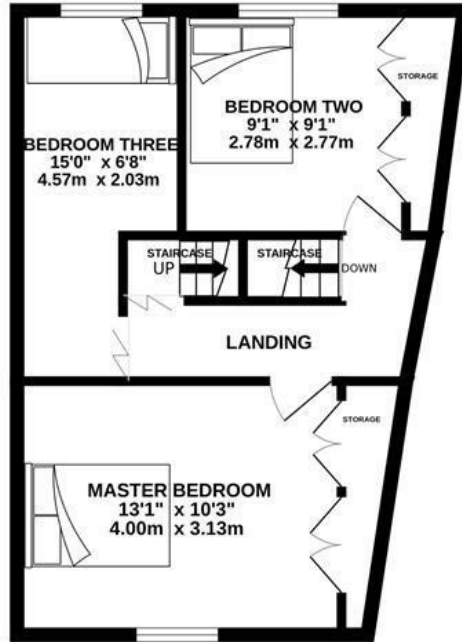 STORAGE
BEDROOM TWO
9'1" x 9'1"
2.78m x 2.77m
BEDROOM THREE
15'0" x 6'8"
4.57m x 2.03m
STAIRCASE
UP
STAIRCASE
DOWN
LANDING
STORAGE
MASTER BEDROOM
13'1" x 10'3"
4.00m x 3.13m